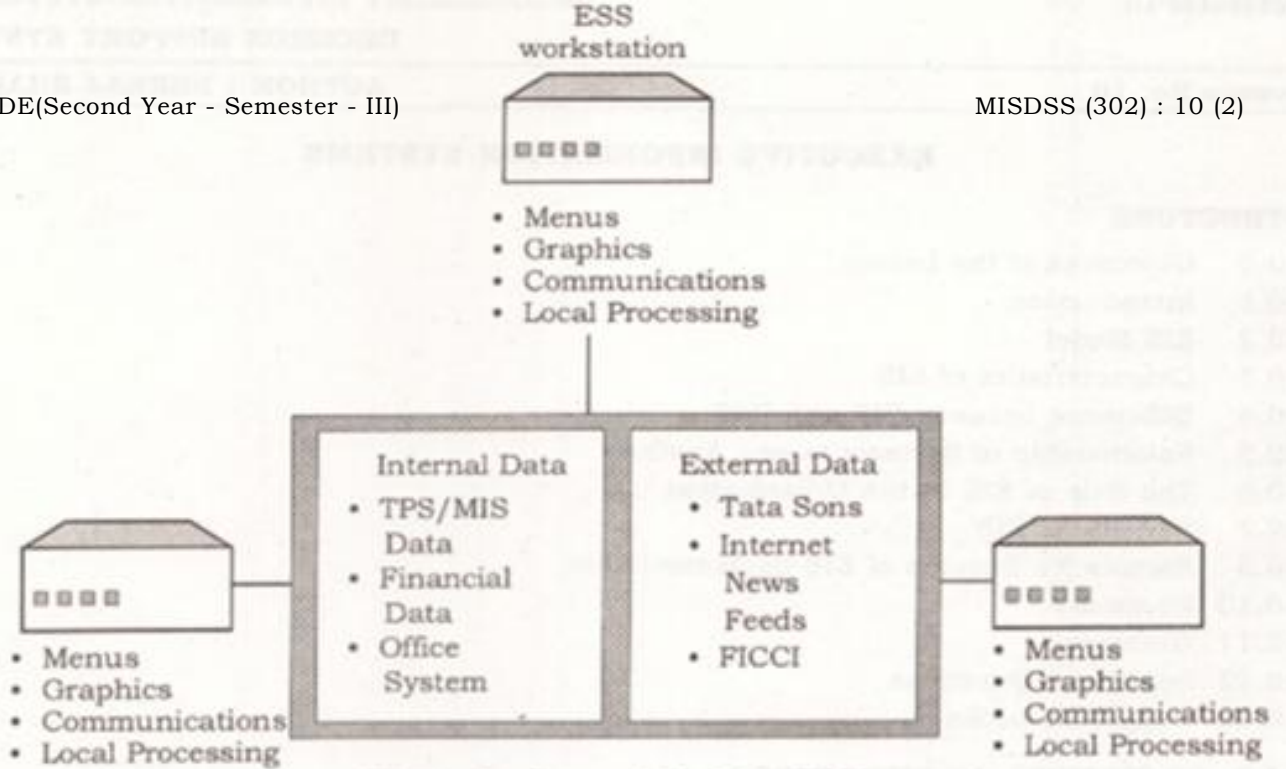 ESS
workstation
DE(Second Year - Semester - III)
MISDSS (302) : 10 (2)
• Menus
• Graphics
• Communications
• Local Processing
Internal Data
• TPS/MIS
Data
• Financial
Data
• Office
System
External Data
• Tata Sons
• Internet
News
Feeds
• FICCI
• Menus
• Graphics
• Communications
• Local Processing
• Menus
• Graphics
• Communications
• Local Processing